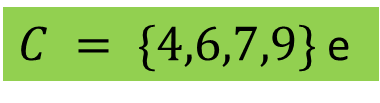 C = {4,6,7,9} e